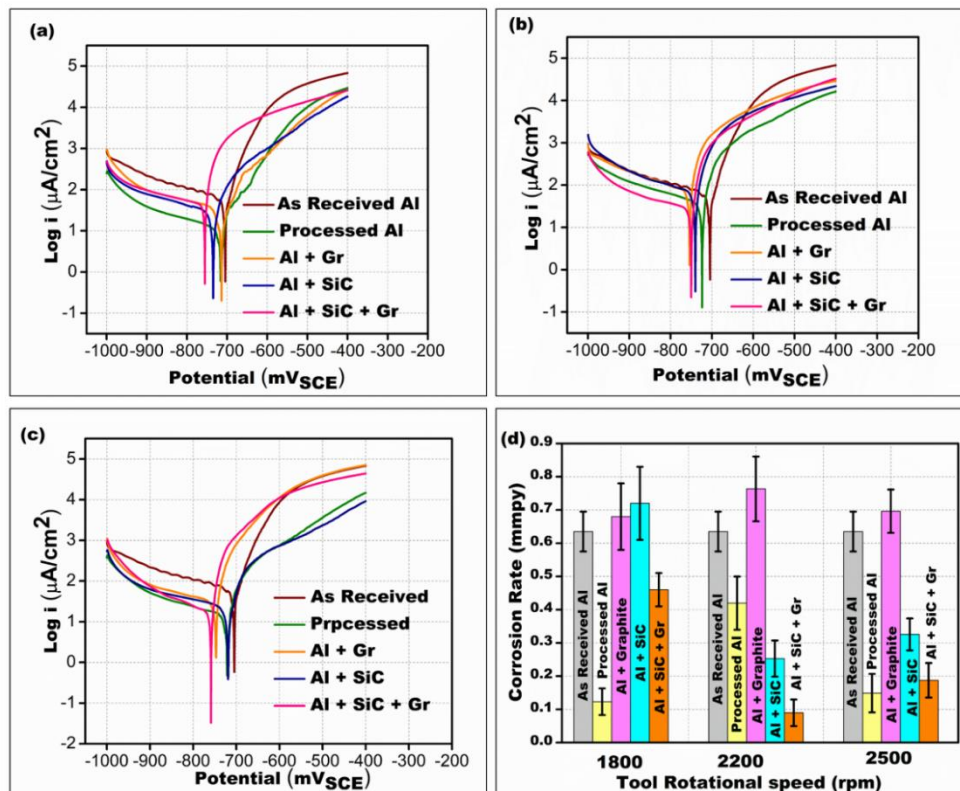 (a)
5
4
3
2
1
0
-1
Log i (µA/cm2)
As Received Al
Processed Al
Al + Gr
Al + SiC
Al + SiC + Gr
-1000 -900 -800 -700 -600 -500 -400 -300 -200
Potential (mVSCE)
(b)
5
4
3
2
1
0
-1
Log i (µA/cm2)
As Received Al
Processed Al
Al + Gr
Al + SiC
Al + SiC + Gr
-1000 -900 -800 -700 -600 -500 -400 -300 -200
Potential (mVSCE)
(c)
5
4
3
2
1
0
-1
-2
Log i (µA/cm2)
As Received
Prpcessed
Al + Gr
Al + SiC
Al + SiC + Gr
-1000 -900 -800 -700 -600 -500 -400 -300 -200
Potential (mVSCE)
(d)
0.9
0.8
0.7
0.6
0.5
0.4
0.3
0.2
0.1
0.0
Corrosion Rate (mmpy)
As Received Al
Processed Al
Al + Graphite
Al + SiC
Al + SiC + Gr
As Received Al
Processed Al
Al + Graphite
Al + SiC
Al + SiC + Gr
As Received Al
Processed Al
Al + Graphite
Al + SiC
Al + SiC + Gr
1800 2200 2500
Tool Rotational speed (rpm)